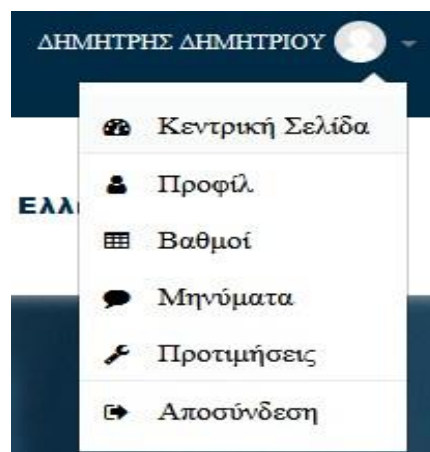 ΔΗΜΗΤΡΗΣ ΔΗΜΗΤΡΙΟΥ
Κεντρική Σελίδα
Προφίλ
Βαθμοί
Μηνύματα
Προτιμήσεις
Αποσύνδεση